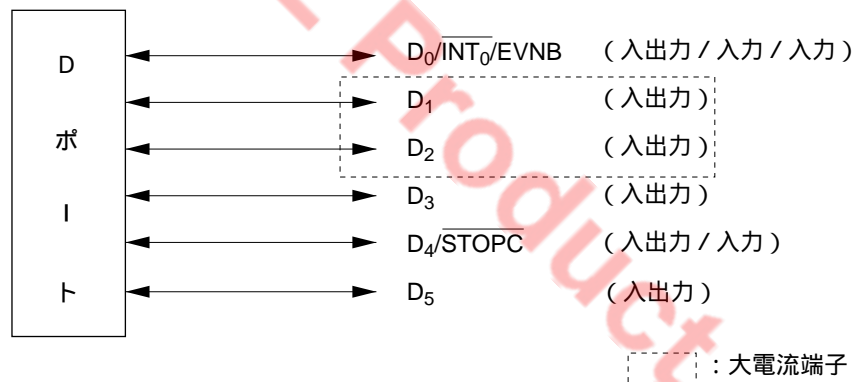 Dポート
D0/INT0/EVNB （入出力/入力/入力）
D1 （入出力）
D2 （入出力）
D3 （入出力）
D4/STOPC （入出力/入力）
D5 （入出力）
：大電流端子
Product